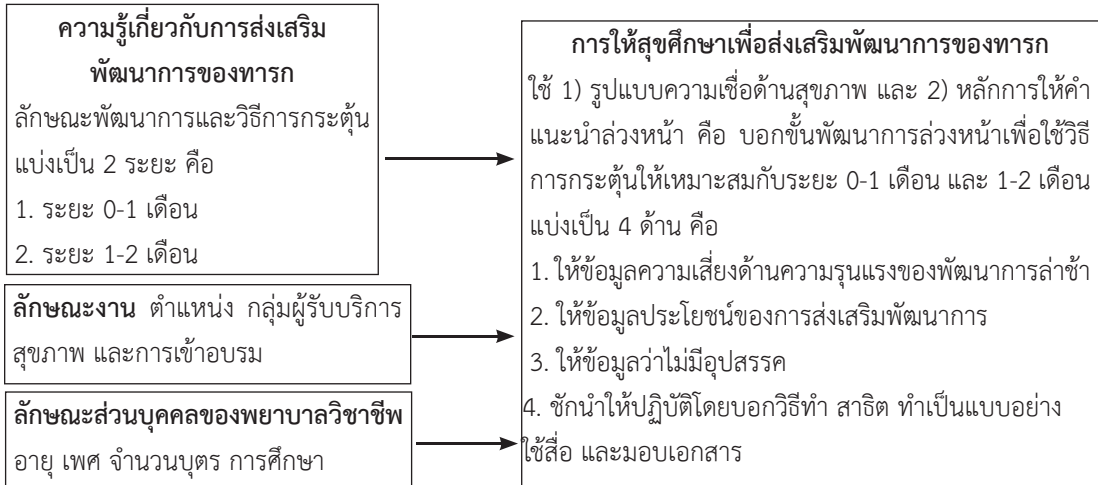 ความรู้เกี่ยวกับการส่งเสริม
พัฒนาการของทารก
ลักษณะพัฒนาการและวิธีการกระตุ้น
แบ่งเป็น 2 ระยะ คือ
1. ระยะ 0-1 เดือน
2. ระยะ 1-2 เดือน
ลักษณะงาน ตำแหน่ง กลุ่มผู้รับบริการ
สุขภาพ และการเข้าอบรม
ลักษณะส่วนบุคคลของพยาบาลวิชาชีพ
อายุ เพศ จำนวนบุตร การศึกษา
การให้สุขศึกษาเพื่อส่งเสริมพัฒนาการของทารก
ใช้ 1) รูปแบบความเชื่อด้านสุขภาพ และ 2) หลักการให้คำ
แนะนำล่วงหน้า คือ บอกขั้นพัฒนาการล่วงหน้าเพื่อใช้วิธี
การกระตุ้นให้เหมาะสมกับระยะ 0-1 เดือน และ 1-2 เดือน
แบ่งเป็น 4 ด้าน คือ
1. ให้ข้อมูลความเสี่ยงด้านความรุนแรงของพัฒนาการล่าช้า
2. ให้ข้อมูลประโยชน์ของการส่งเสริมพัฒนาการ
3. ให้ข้อมูลว่าไม่มีอุปสรรค
4. ชักนำให้ปฏิบัติโดยบอกวิธีทำ สาธิต ทำเป็นแบบอย่าง
ใช้สื่อ และมอบเอกสาร